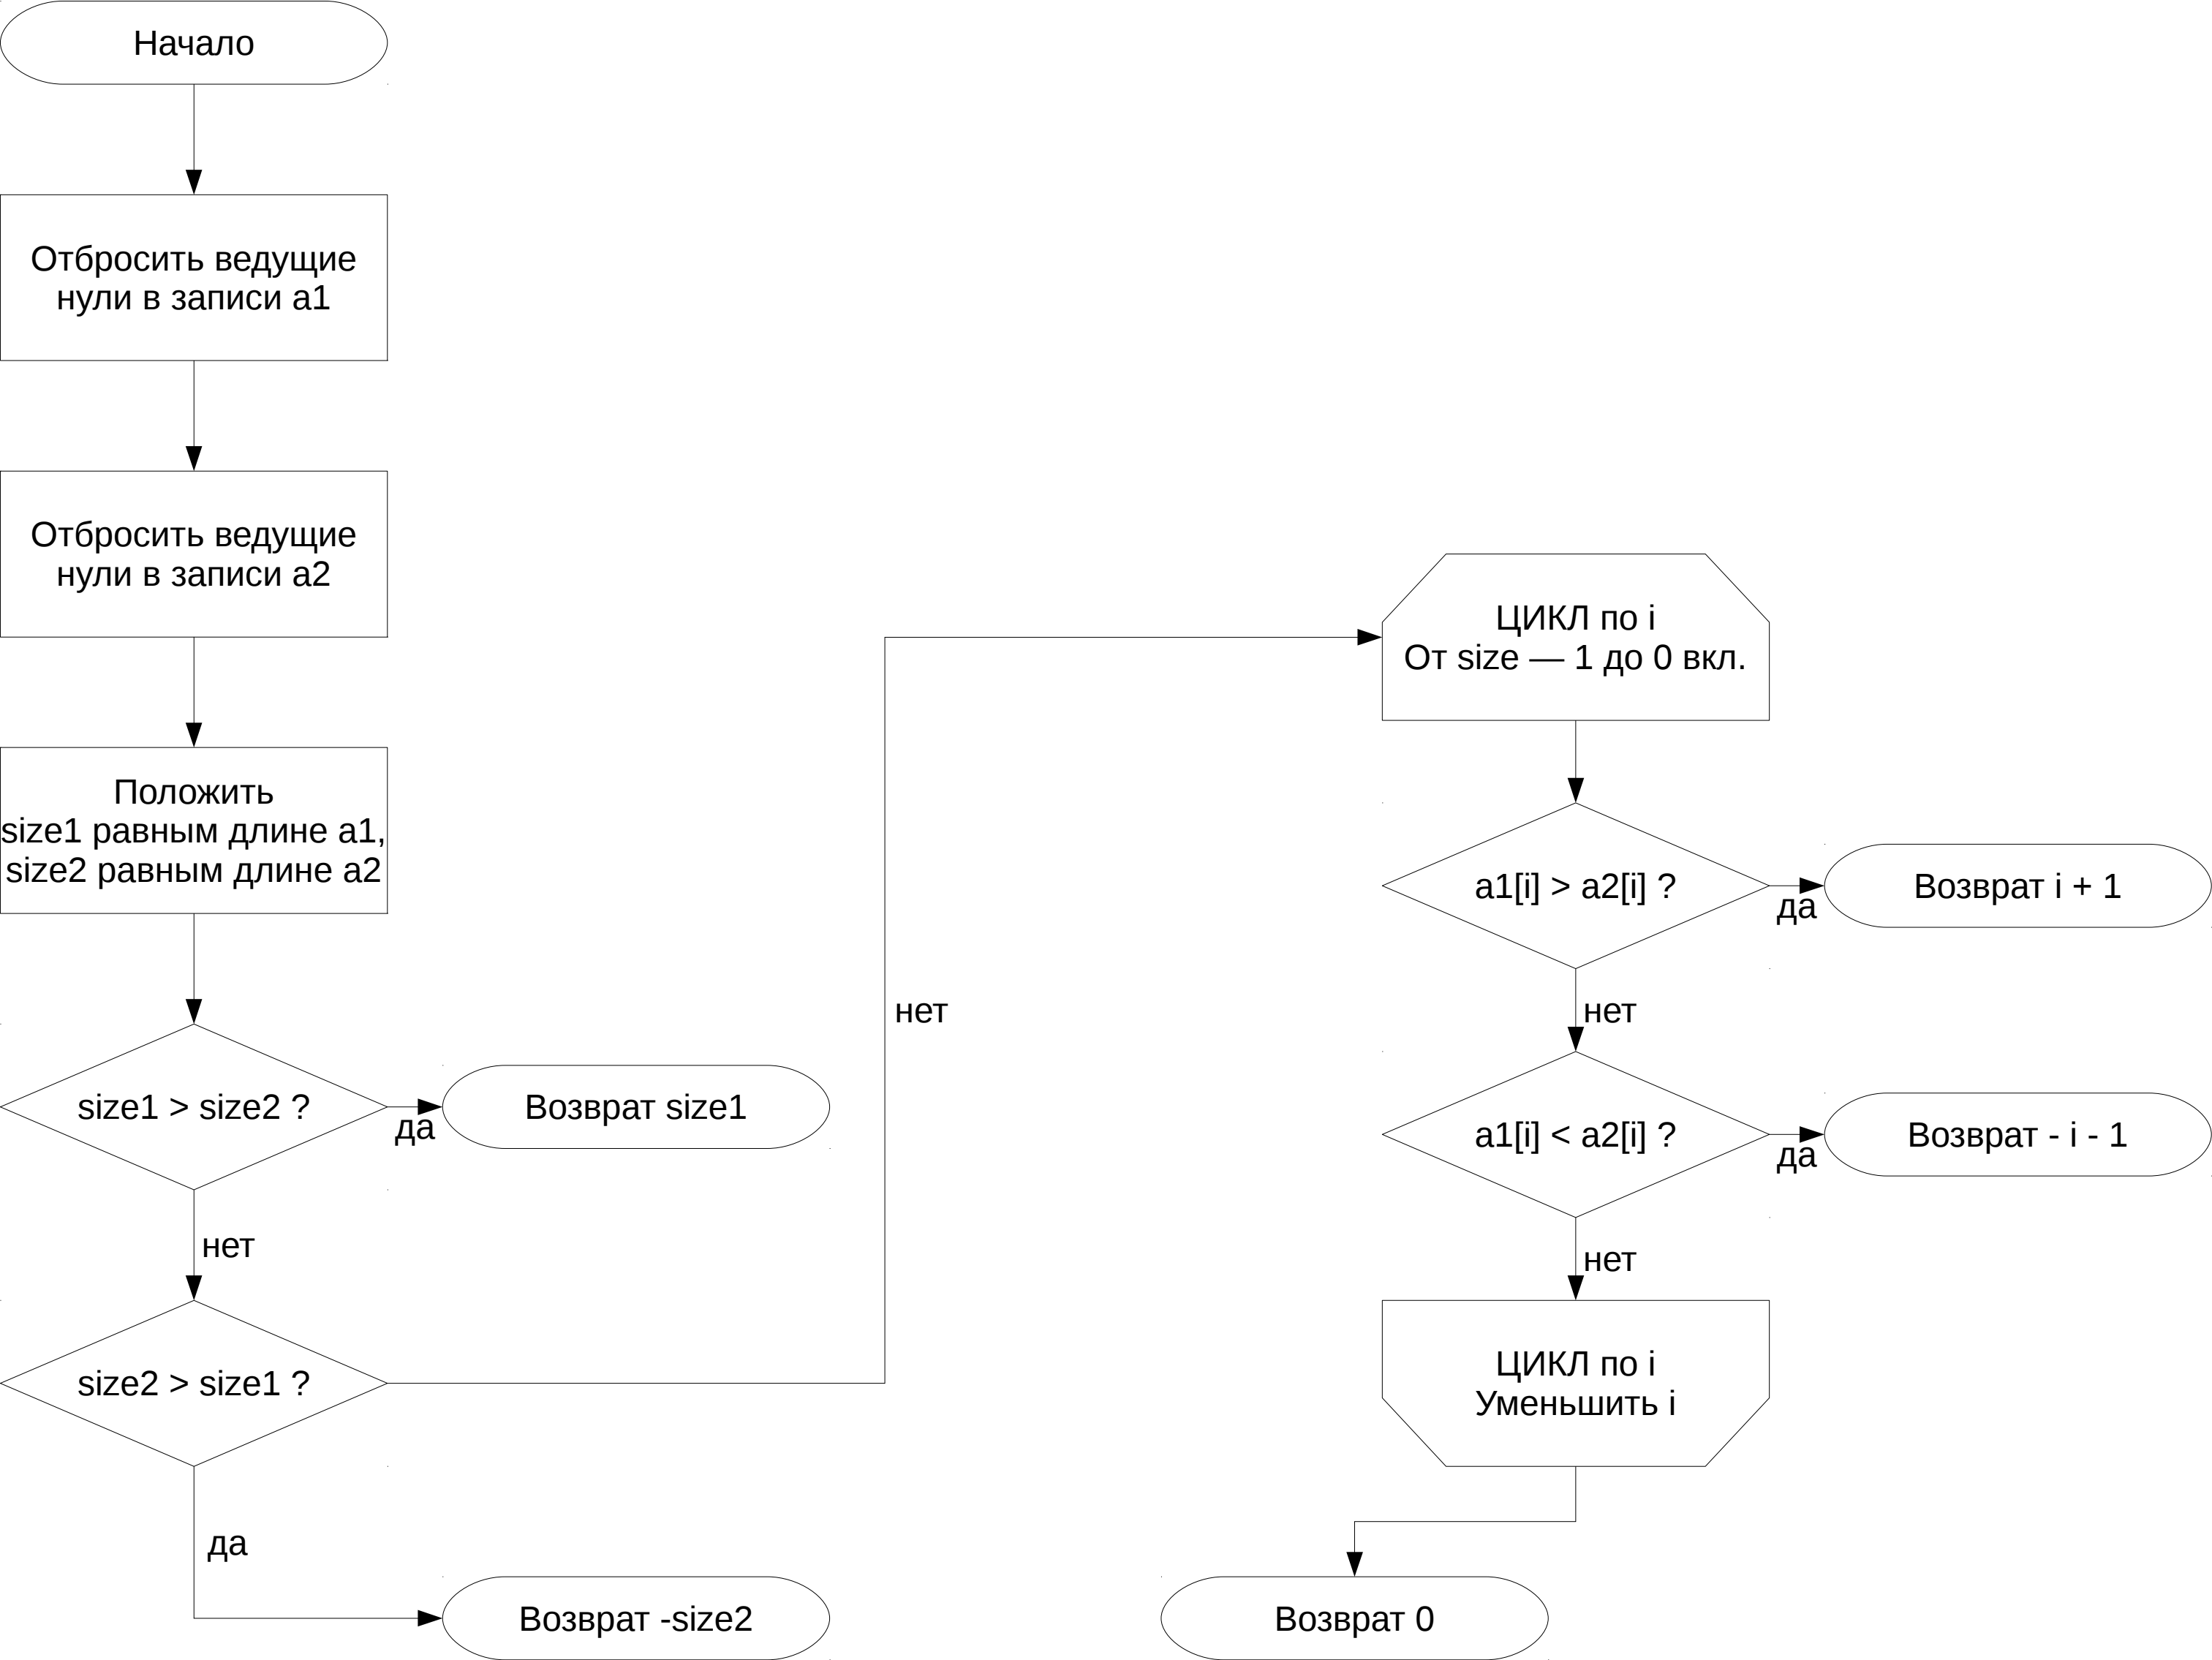 Начало
Отбросить ведущие
нули в записи a1
Отбросить ведущие
нули в записи a2
Положить
size1 равным длине a1,
size2 равным длине a2
size1 > size2 ?
да
Возврат size1
нет
size2 > size1 ?
да
Возврат -size2
нет
ЦИКЛ по i
От size — 1 до 0 вкл.
a1[i] > a2[i] ?
да
Возврат i + 1
нет
a1[i] < a2[i] ?
да
Возврат - i - 1
нет
ЦИКЛ по i
Уменьшить i
Возврат 0